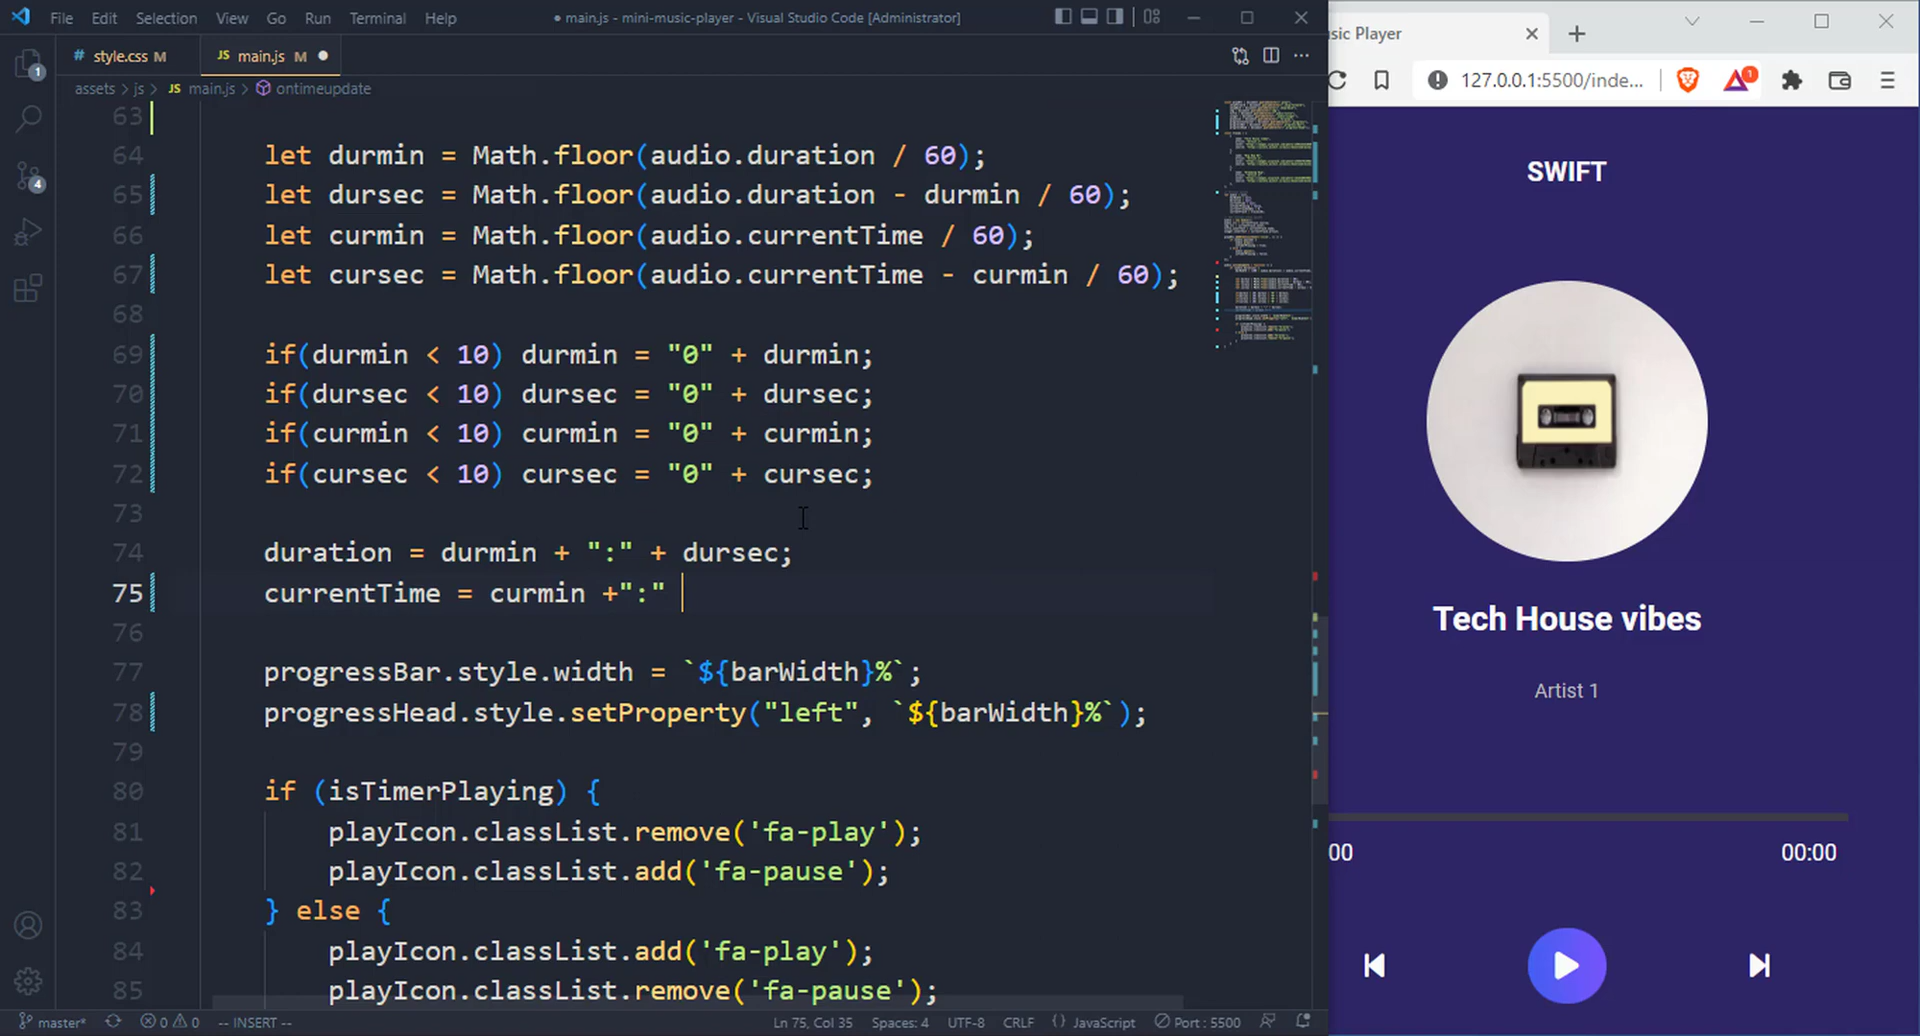 File Edit Selection View Go Run Terminal Help
● main.js - mini-music-player - Visual Studio Code [Administrator]
# style.css M
JS main.js M ●
assets > js > JS main.js > ontimeupdate
63
64 let durmin = Math.floor(audio.duration / 60);
65 let dursec = Math.floor(audio.duration - durmin / 60);
66 let curmin = Math.floor(audio.currentTime / 60);
67 let cursec = Math.floor(audio.currentTime - curmin / 60);
68
69 if(durmin < 10) durmin = "0" + durmin;
70 if(dursec < 10) dursec = "0" + dursec;
71 if(curmin < 10) curmin = "0" + curmin;
72 if(cursec < 10) cursec = "0" + cursec;
73
74 duration = durmin + ":" + dursec;
75 currentTime = curmin +":"
76
77 progressBar.style.width = `${barWidth}%`;
78 progressHead.style.setProperty("left", `${barWidth}%`);
79
80 if (isTimerPlaying) {
81 playIcon.classList.remove('fa-play');
82 playIcon.classList.add('fa-pause');
83 } else {
84 playIcon.classList.add('fa-play');
85 playIcon.classList.remove('fa-pause');
1
4
master* 0 0 -- INSERT -- Ln 75, Col 35 Spaces: 4 UTF-8 CRLF {} JavaScript Port : 5500
sic Player
127.0.0.1:5500/inde...
1
SWIFT
Tech House vibes
Artist 1
00 00:00